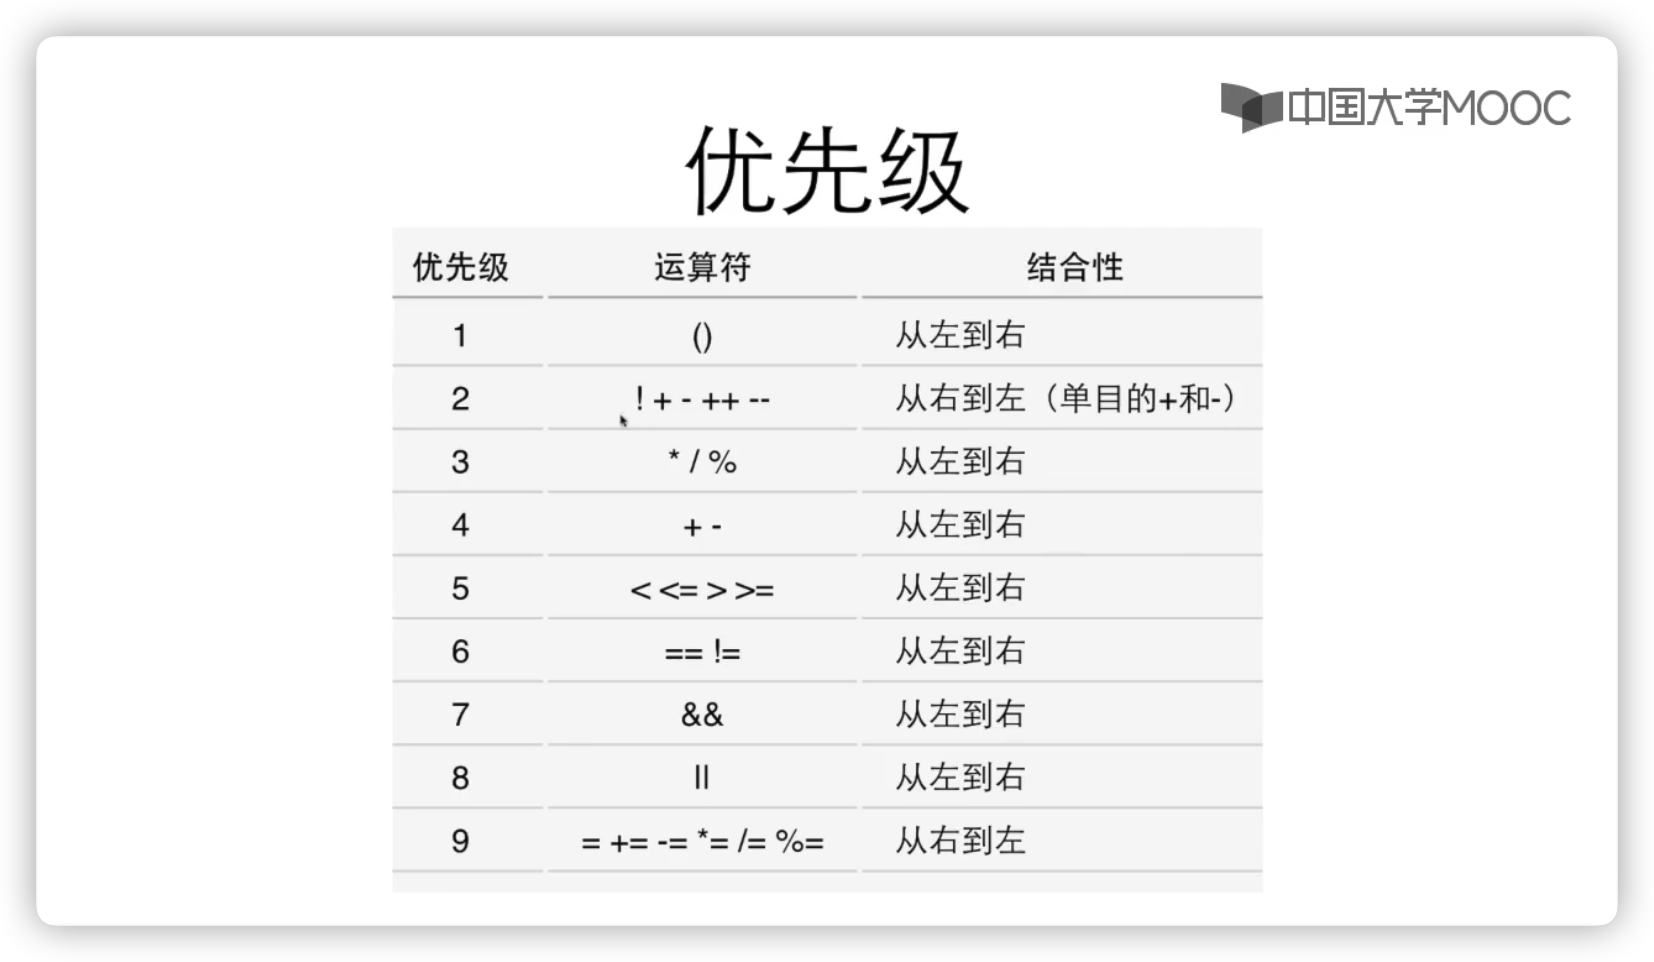 中国大学MOOC
优先级
优先级 运算符 结合性
1 () 从左到右
2 ! + - ++ -- 从右到左（单目的+和-）
3 * / % 从左到右
4 + - 从左到右
5 < <= > >= 从左到右
6 == != 从左到右
7 && 从左到右
8 || 从左到右
9 = += -= *= /= %= 从右到左